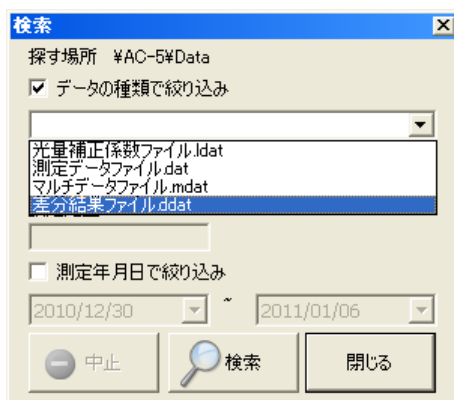 検索
探す場所 ¥AC-5¥Data
データの種類で絞り込み
光量補正係数ファイル.ldat
測定データファイル.dat
マルチデータファイル.mdat
差分結果ファイル.ddat
測定年月日で絞り込み
2010/12/30 ~ 2011/01/06
中止 検索 閉じる